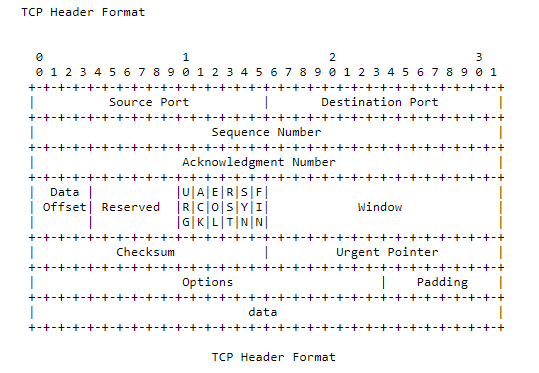 TCP Header Format
 0                   1                   2                   3
 0 1 2 3 4 5 6 7 8 9 0 1 2 3 4 5 6 7 8 9 0 1 2 3 4 5 6 7 8 9 0 1
+-+-+-+-+-+-+-+-+-+-+-+-+-+-+-+-+-+-+-+-+-+-+-+-+-+-+-+-+-+-+-+-+
|          Source Port          |       Destination Port        |
+-+-+-+-+-+-+-+-+-+-+-+-+-+-+-+-+-+-+-+-+-+-+-+-+-+-+-+-+-+-+-+-+
|                        Sequence Number                        |
+-+-+-+-+-+-+-+-+-+-+-+-+-+-+-+-+-+-+-+-+-+-+-+-+-+-+-+-+-+-+-+-+
|                    Acknowledgment Number                      |
+-+-+-+-+-+-+-+-+-+-+-+-+-+-+-+-+-+-+-+-+-+-+-+-+-+-+-+-+-+-+-+-+
|  Data |           |U|A|E|R|S|F|                               |
| Offset| Reserved  |R|C|O|S|Y|I|            Window             |
|       |           |G|K|L|T|N|N|                               |
+-+-+-+-+-+-+-+-+-+-+-+-+-+-+-+-+-+-+-+-+-+-+-+-+-+-+-+-+-+-+-+-+
|           Checksum            |         Urgent Pointer        |
+-+-+-+-+-+-+-+-+-+-+-+-+-+-+-+-+-+-+-+-+-+-+-+-+-+-+-+-+-+-+-+-+
|                    Options                    |    Padding    |
+-+-+-+-+-+-+-+-+-+-+-+-+-+-+-+-+-+-+-+-+-+-+-+-+-+-+-+-+-+-+-+-+
|                             data                              |
+-+-+-+-+-+-+-+-+-+-+-+-+-+-+-+-+-+-+-+-+-+-+-+-+-+-+-+-+-+-+-+-+
TCP Header Format